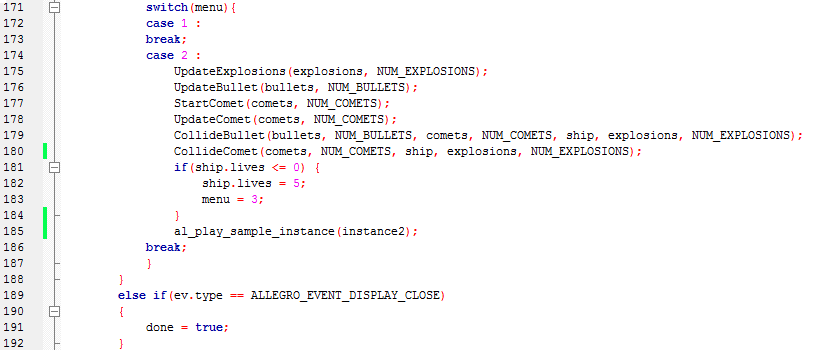 171 switch(menu){
172 case 1 :
173 break;
174 case 2 :
175 UpdateExplosions(explosions, NUM_EXPLOSIONS);
176 UpdateBullet(bullets, NUM_BULLETS);
177 StartComet(comets, NUM_COMETS);
178 UpdateComet(comets, NUM_COMETS);
179 CollideBullet(bullets, NUM_BULLETS, comets, NUM_COMETS, ship, explosions, NUM_EXPLOSIONS);
180 CollideComet(comets, NUM_COMETS, ship, explosions, NUM_EXPLOSIONS);
181 if(ship.lives <= 0) {
182 ship.lives = 5;
183 menu = 3;
184 }
185 al_play_sample_instance(instance2);
186 break;
187 }
188 }
189 else if(ev.type == ALLEGRO_EVENT_DISPLAY_CLOSE)
190 {
191 done = true;
192 }